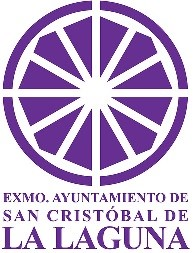 EXMO. AYUNTAMIENTO DE
SAN CRISTÓBAL DE
LA LAGUNA